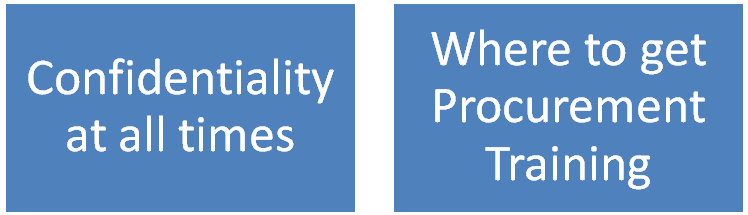 Confidentiality
at all times
Where to get
Procurement
Training